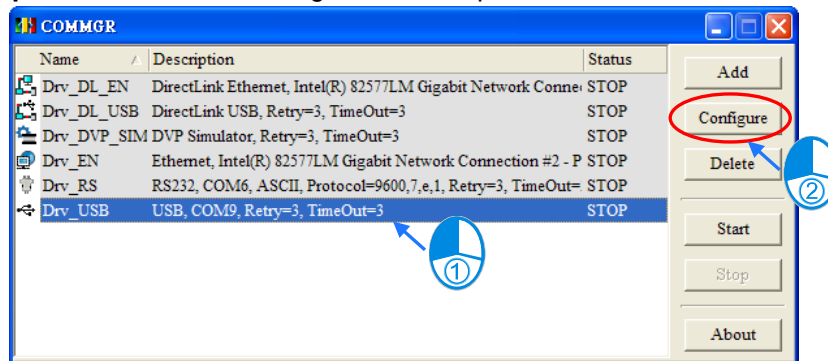 COMMGR
Name Description Status
Drv_DL_EN DirectLink Ethernet, Intel(R) 82577LM Gigabit Network Conne STOP
Drv_DL_USB DirectLink USB, Retry=3, TimeOut=3 STOP
Drv_DVP_SIM DVP Simulator, Retry=3, TimeOut=3 STOP
Drv_EN Ethernet, Intel(R) 82577LM Gigabit Network Connection #2 - P STOP
Drv_RS RS232, COM6, ASCII, Protocol=9600,7,e,1, Retry=3, TimeOut= STOP
Drv_USB USB, COM9, Retry=3, TimeOut=3 STOP
Add
Configure
Delete
Start
Stop
About
①
②